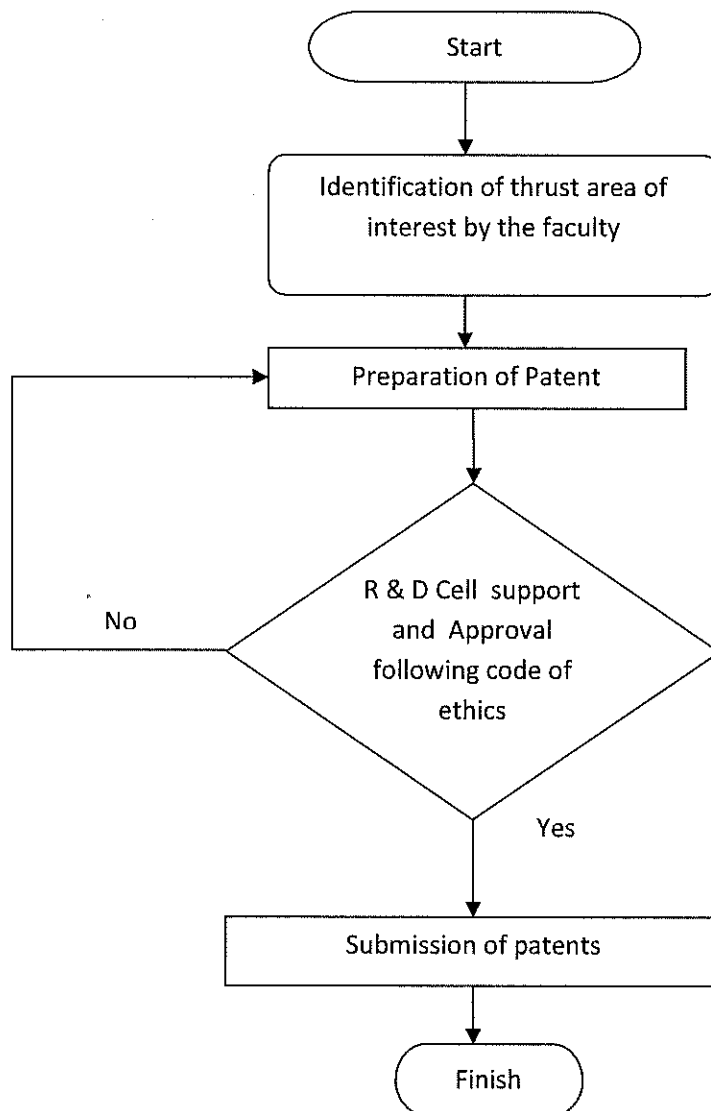 Start
Identification of thrust area of
interest by the faculty
Preparation of Patent
R & D Cell support
and Approval
following code of
ethics
No
Yes
Submission of patents
Finish